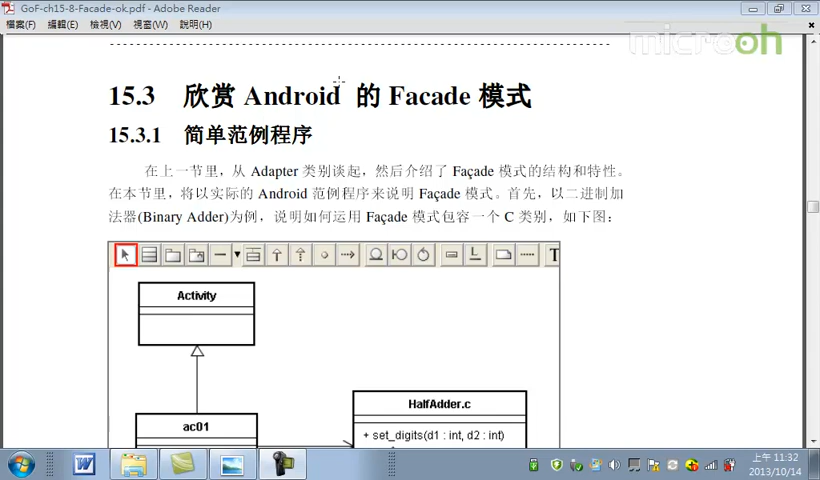 GoF-ch15-8-Facade-ok.pdf - Adobe Reader
檔案(F) 編輯(E) 檢視(V) 視窗(W) 說明(H)
microoh
15.3 欣赏 Android 的 Facade 模式
15.3.1 简单范例程序
在上一节里，从 Adapter 类别谈起，然后介绍了 Façade 模式的结构和特性。
在本节里，将以实际的 Android 范例程序来说明 Façade 模式。首先，以二进制加
法器(Binary Adder)为例，说明如何运用 Façade 模式包容一个 C 类别，如下图：
T
Activity
HalfAdder.c
ac01
+ set_digits(d1 : int, d2 : int)
上午 11:32
2013/10/14